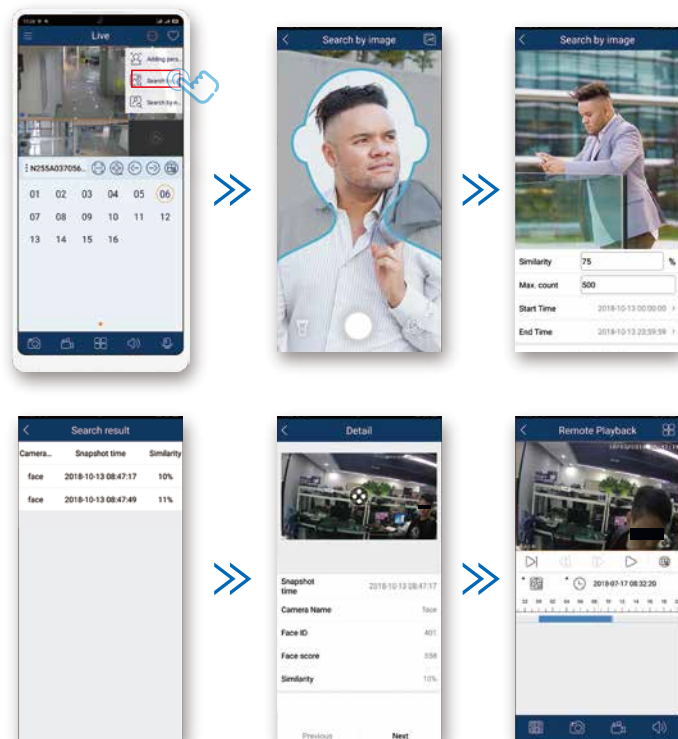 Live
Adding pers..
Search
Search by n...
N255A037056...
01 02 03 04 05 06
07 08 09 10 11 12
13 14 15 16
Search by image
Search by image
Similarity 75 %
Max. count 500
Start Time 2018-10-13 00:00:00
End Time 2018-10-13 23:59:59
Search result
Camera... Snapshot time Similarity
face 2018-10-13 08:47:17 10%
face 2018-10-13 08:47:49 11%
Detail
Snapshot time 2018-10-13 08:47:17
Camera Name face
Face ID 401
Face score
Similarity 10%
Previous Next
Remote Playback
2018-07-17 08:32:20